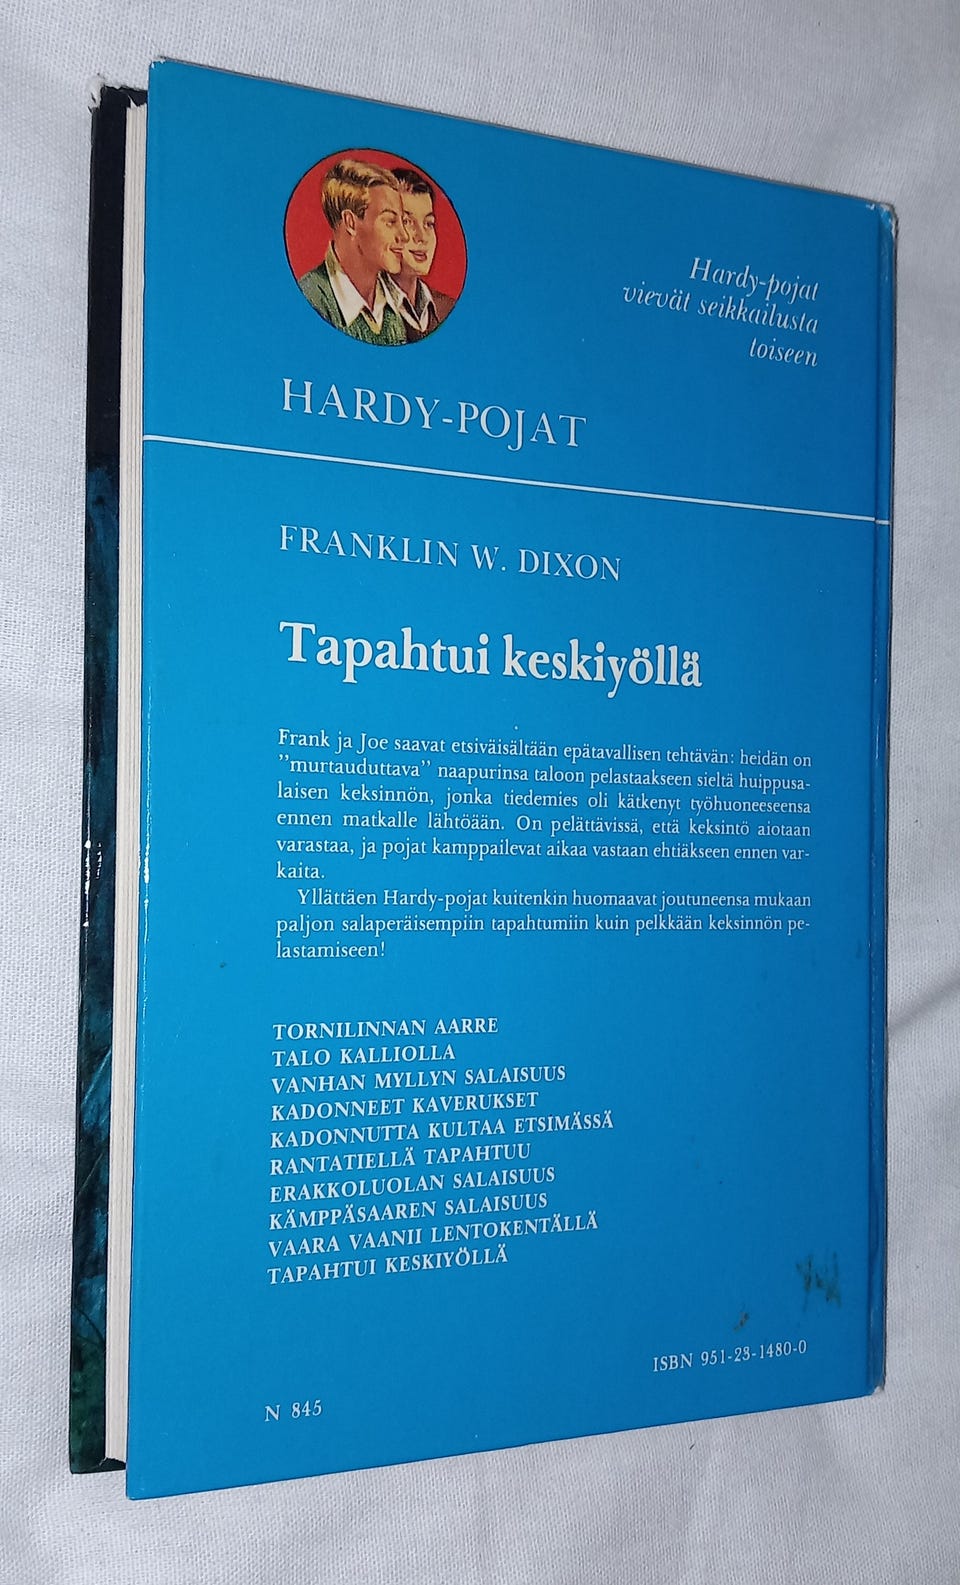 Hardy-pojat
vievät seikkailusta
toiseen
HARDY-POJAT
FRANKLIN W. DIXON
Tapahtui keskiyöllä
Frank ja Joe saavat etsiväisältään epätavallisen tehtävän: heidän on
”murtauduttava” naapurinsa taloon pelastaakseen sieltä huippusa-
laisen keksinnön, jonka tiedemies oli kätkenyt työhuoneeseensa
ennen matkalle lähtöään. On pelättävissä, että keksintö aiotaan
varastaa, ja pojat kamppailevat aikaa vastaan ehtiäkseen ennen var-
kaita.
Yllättäen Hardy-pojat kuitenkin huomaavat joutuneensa mukaan
paljon salaperäisempiin tapahtumiin kuin pelkkään keksinnön pe-
lastamiseen!
TORNILINNAN AARRE
TALO KALLIOLLA
VANHAN MYLLYN SALAISUUS
KADONNEET KAVERUKSET
KADONNUTTA KULTAA ETSIMÄSSÄ
RANTATIELLÄ TAPAHTUU
ERAKKOLUOLAN SALAISUUS
KÄMPPÄSAAREN SALAISUUS
VAARA VAANII LENTOKENTÄLLÄ
TAPAHTUI KESKIYÖLLÄ
ISBN 951-23-1480-0
N 845